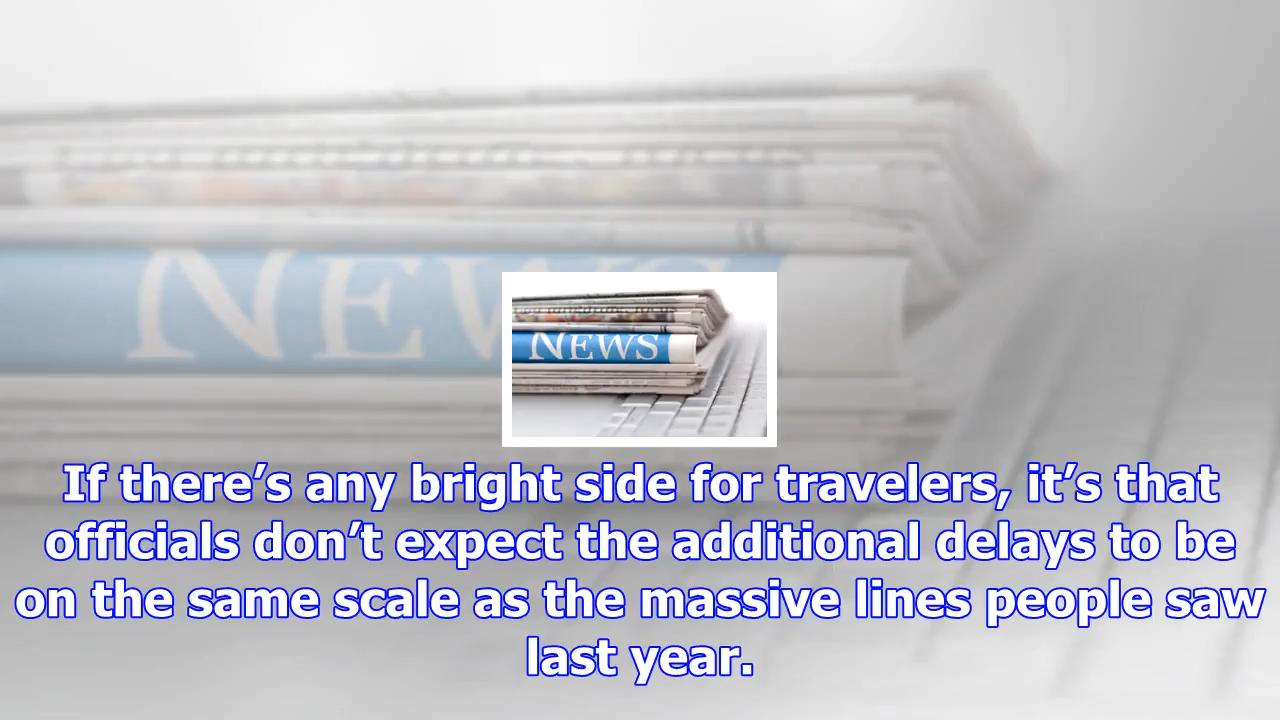 NEWS
NEWS
If there’s any bright side for travelers, it’s that
officials don’t expect the additional delays to be
on the same scale as the massive lines people saw
last year.